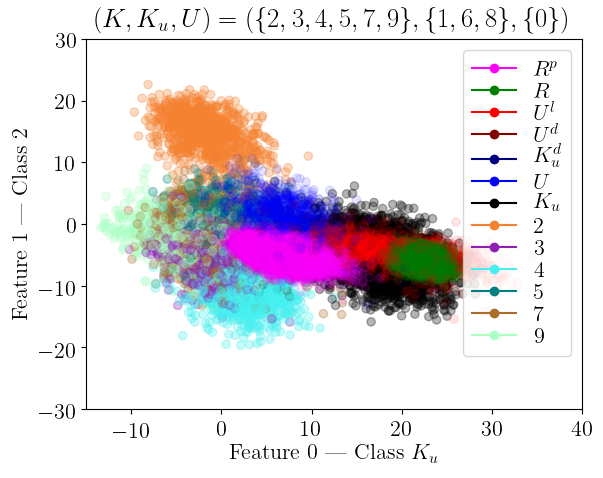 (K, K_u, U) = ({2, 3, 4, 5, 7, 9}, {1, 6, 8}, {0})
30
20
10
0
−10
−20
−30
Feature 1 — Class 2
R^p
R
U^l
U^d
K_u^d
U
K_u
2
3
4
5
7
9
−10
0
10
20
30
40
Feature 0 — Class K_u